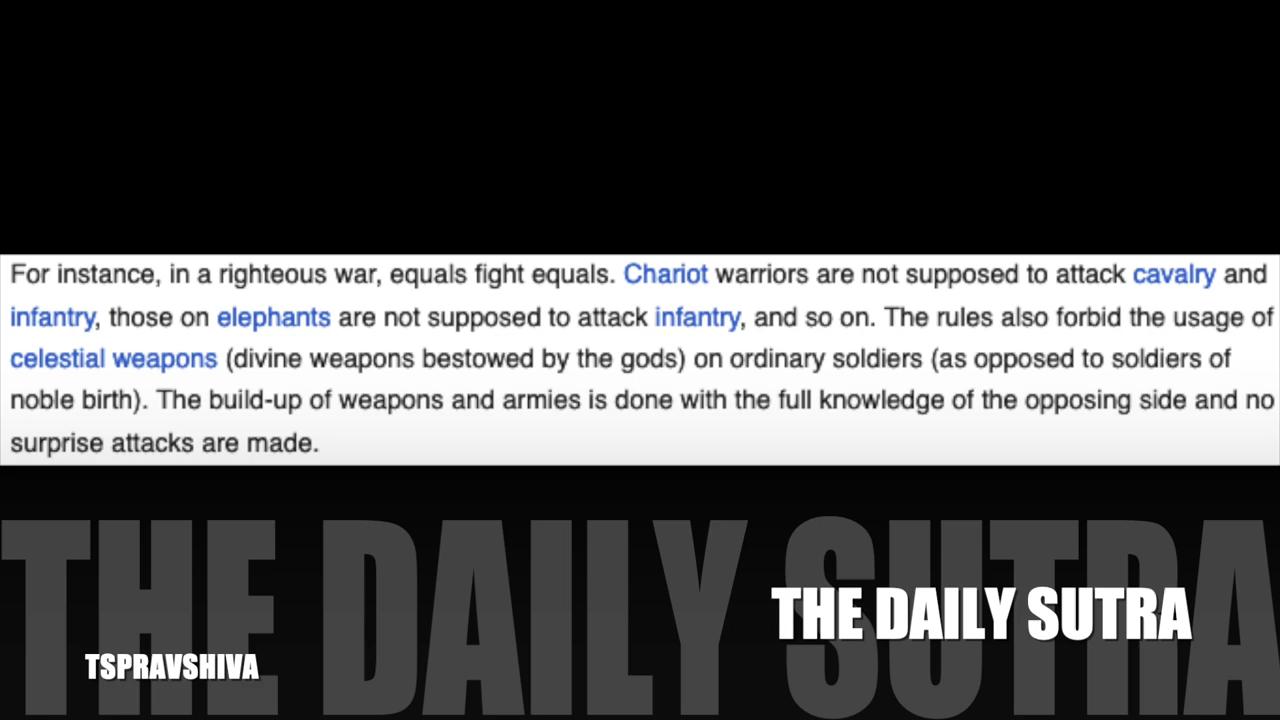 For instance, in a righteous war, equals fight equals. Chariot warriors are not supposed to attack cavalry and
infantry, those on elephants are not supposed to attack infantry, and so on. The rules also forbid the usage of
celestial weapons (divine weapons bestowed by the gods) on ordinary soldiers (as opposed to soldiers of
noble birth). The build-up of weapons and armies is done with the full knowledge of the opposing side and no
surprise attacks are made.
THE DAILY SUTRA
THE DAILY SUTRA
TSPRAVSHIVA